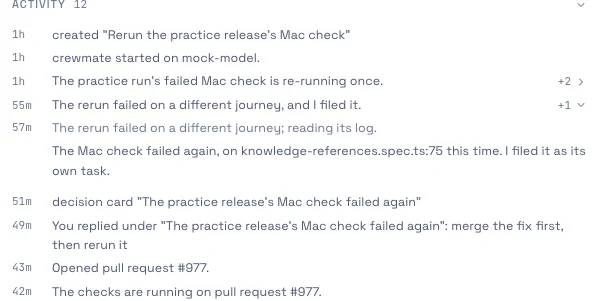 ACTIVITY 12
1h created "Rerun the practice release's Mac check"
1h crewmate started on mock-model.
1h The practice run's failed Mac check is re-running once. +2
55m The rerun failed on a different journey, and I filed it. +1
57m The rerun failed on a different journey; reading its log.
The Mac check failed again, on knowledge-references.spec.ts:75 this time. I filed it as its
own task.
51m decision card "The practice release's Mac check failed again"
49m You replied under "The practice release's Mac check failed again": merge the fix first,
then rerun it
43m Opened pull request #977.
42m The checks are running on pull request #977.